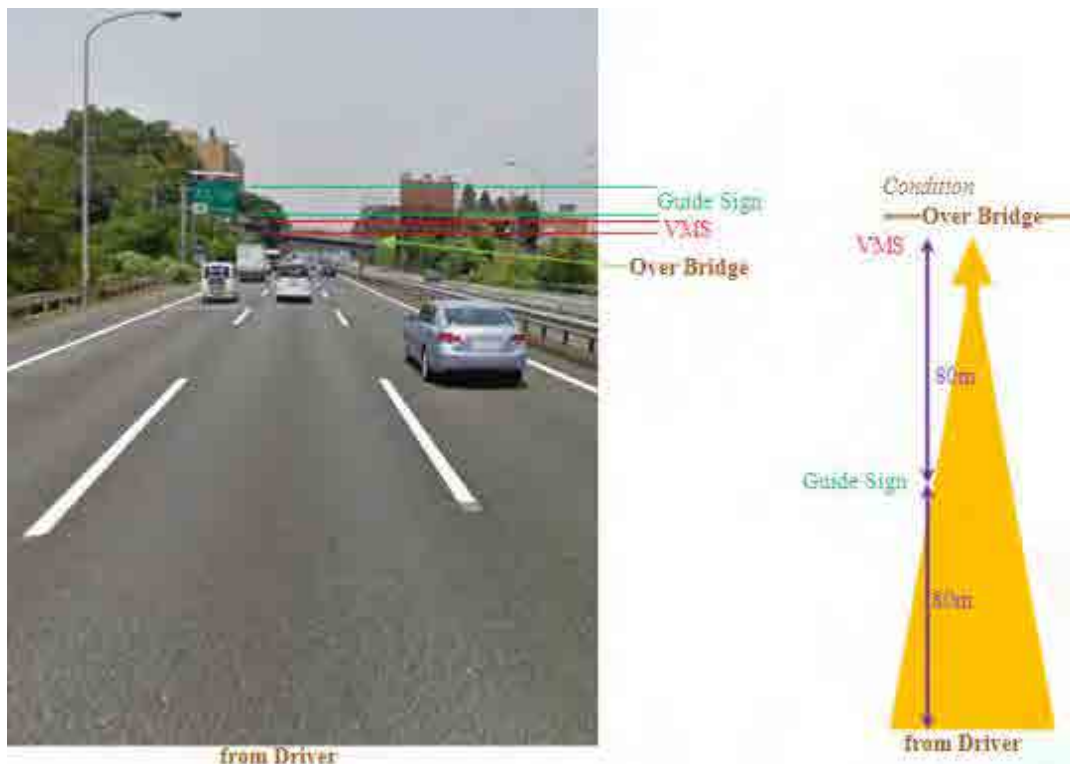 Guide Sign
VMS
Over Bridge
from Driver
Condition
Over Bridge
VMS
80m
Guide Sign
80m
from Driver